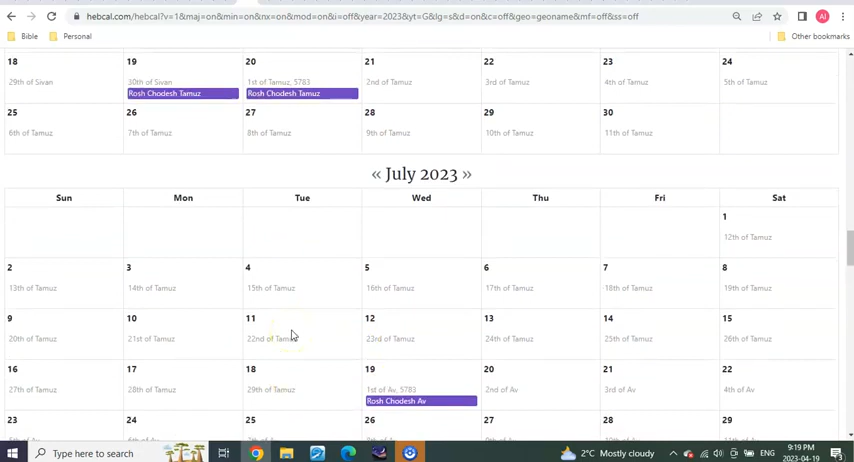 hebcal.com/hebcal?v=1&maj=on&min=on&nx=on&mod=on&i=off&year=2023&yt=G&lg=s&d=on&c=off&geo=geoname&mf=off&ss=off
AI
Bible Personal Other bookmarks
18 19 20 21 22 23 24
29th of Sivan 30th of Sivan 1st of Tamuz, 5783 2nd of Tamuz 3rd of Tamuz 4th of Tamuz 5th of Tamuz
Rosh Chodesh Tamuz Rosh Chodesh Tamuz
25 26 27 28 29 30
6th of Tamuz 7th of Tamuz 8th of Tamuz 9th of Tamuz 10th of Tamuz 11th of Tamuz
« July 2023 »
Sun Mon Tue Wed Thu Fri Sat
1
12th of Tamuz
2 3 4 5 6 7 8
13th of Tamuz 14th of Tamuz 15th of Tamuz 16th of Tamuz 17th of Tamuz 18th of Tamuz 19th of Tamuz
9 10 11 12 13 14 15
20th of Tamuz 21st of Tamuz 22nd of Tamuz 23rd of Tamuz 24th of Tamuz 25th of Tamuz 26th of Tamuz
16 17 18 19 20 21 22
27th of Tamuz 28th of Tamuz 29th of Tamuz 1st of Av, 5783 2nd of Av 3rd of Av 4th of Av
Rosh Chodesh Av
23 24 25 26 27 28 29
Type here to search 2°C Mostly cloudy ENG 9:19 PM
2023-04-19